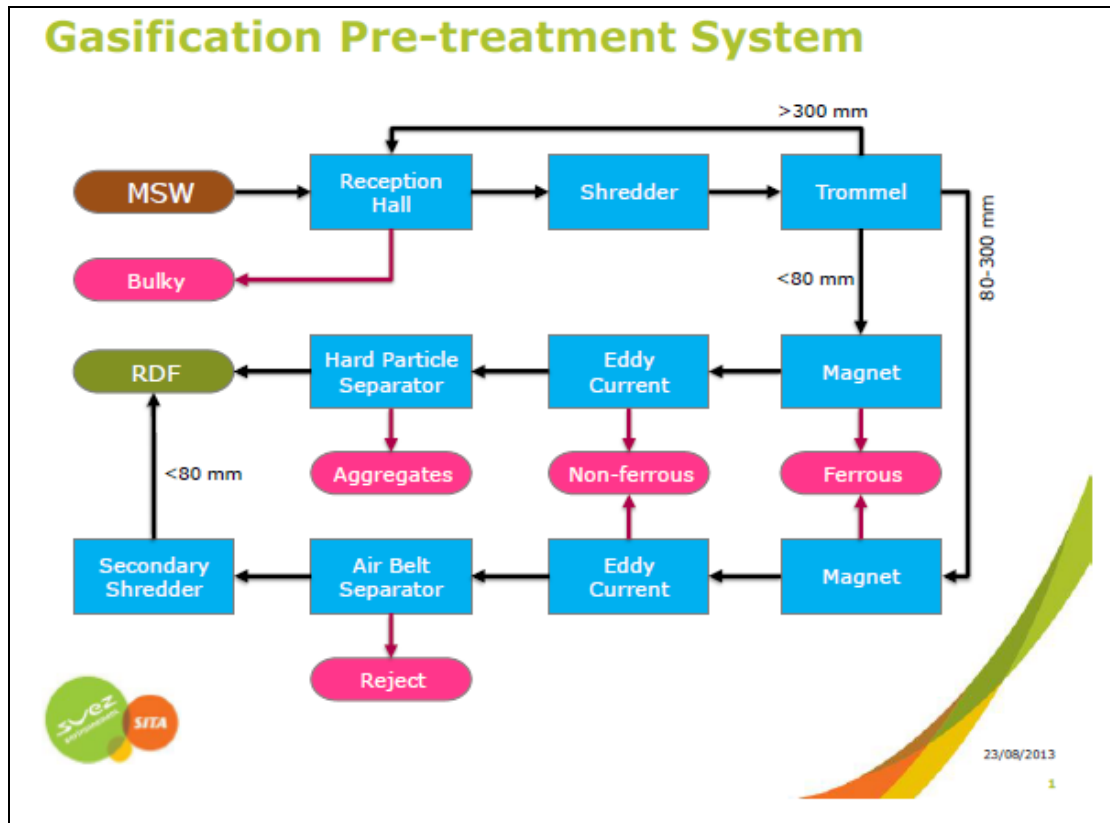 Gasification Pre-treatment System
>300 mm
MSW
Reception
Hall
Shredder
Trommel
80-300 mm
Bulky
<80 mm
RDF
Hard Particle
Separator
Eddy
Current
Magnet
<80 mm
Aggregates
Non-ferrous
Ferrous
Secondary
Shredder
Air Belt
Separator
Eddy
Current
Magnet
Reject
SUEZ
environnement
SITA
23/08/2013
1